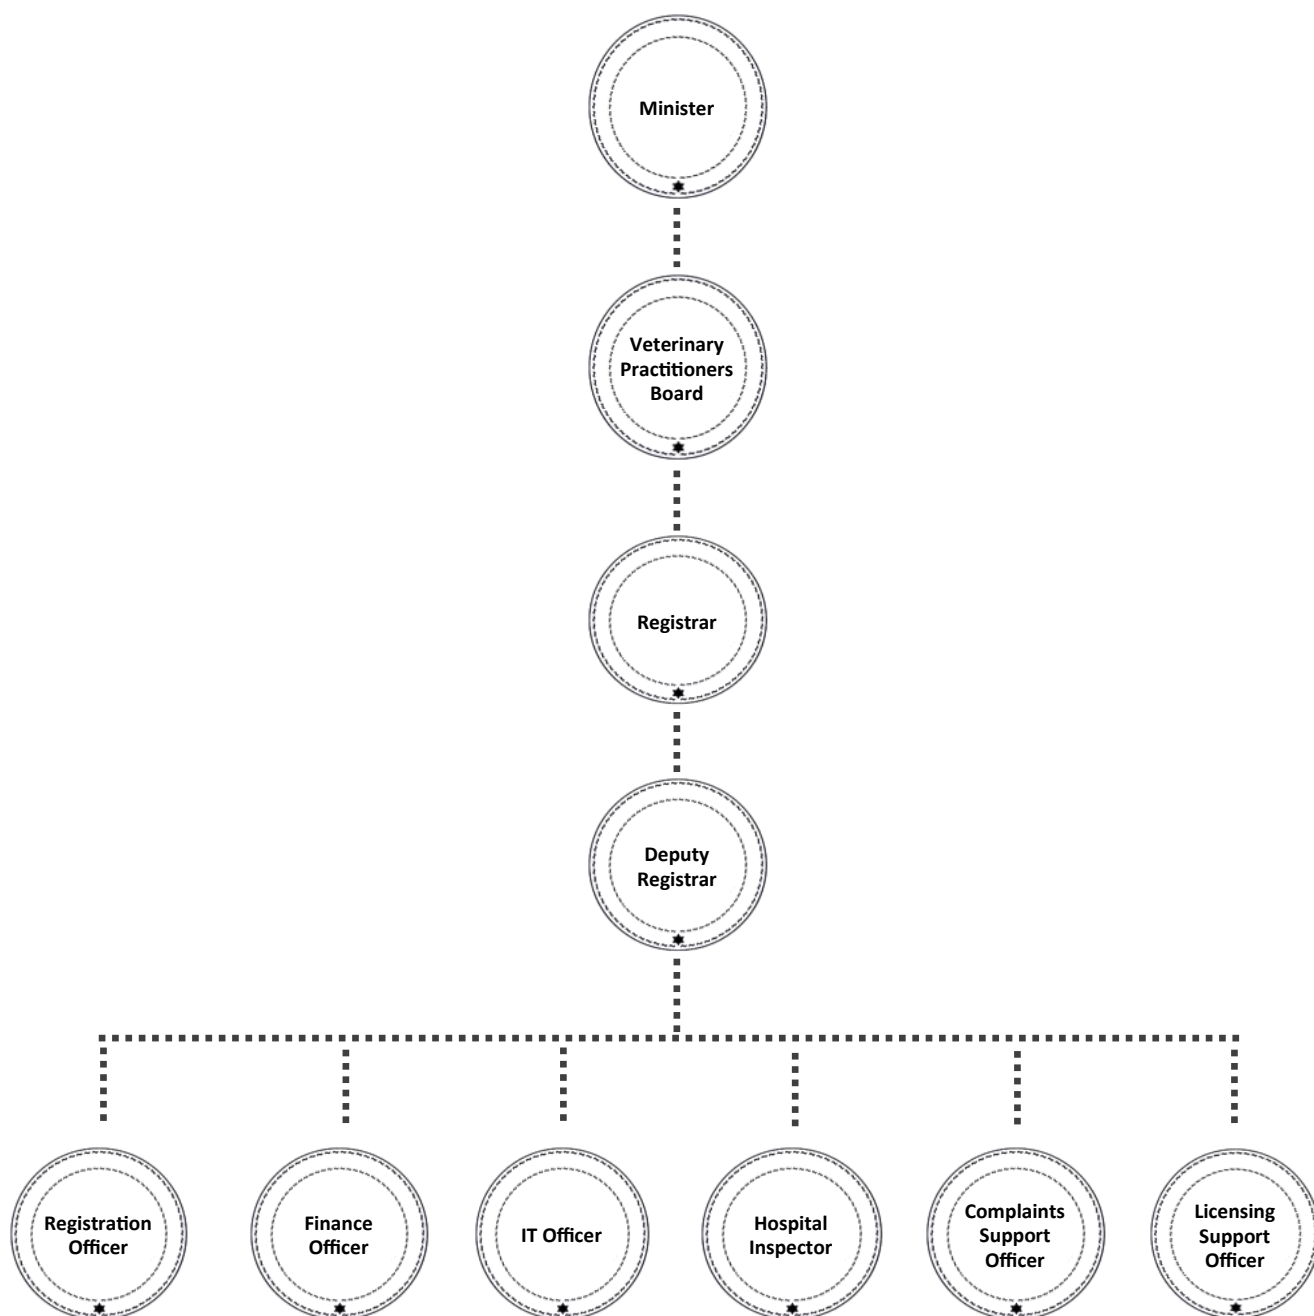 Minister
Veterinary
Practitioners
Board
Registrar
Deputy
Registrar
Registration
Officer
Finance
Officer
IT Officer
Hospital
Inspector
Complaints
Support
Officer
Licensing
Support
Officer